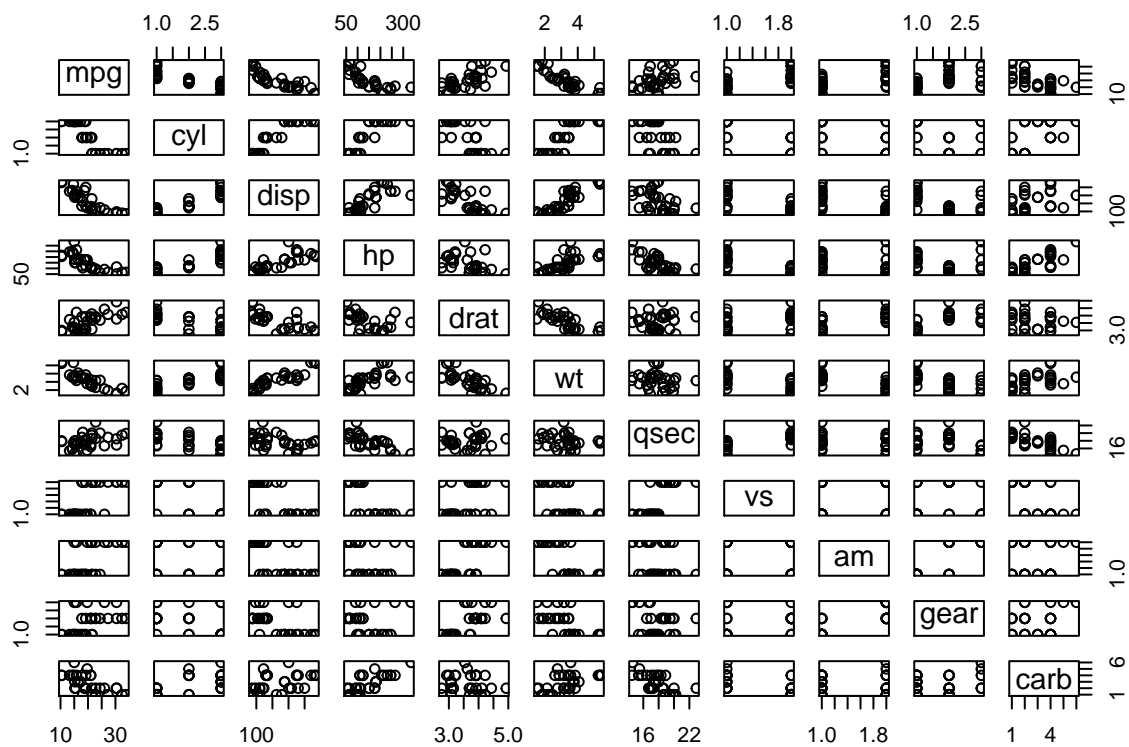 1.0 2.5 50 300 2 4 1.0 1.8 1.0 2.5
mpg 10
1.0 cyl
disp 100
50 hp
drat 3.0
2 wt
qsec 16
1.0 vs
am 1.0
1.0 gear
carb 1 6
10 30 100 3.0 5.0 16 22 1.0 1.8 1 4